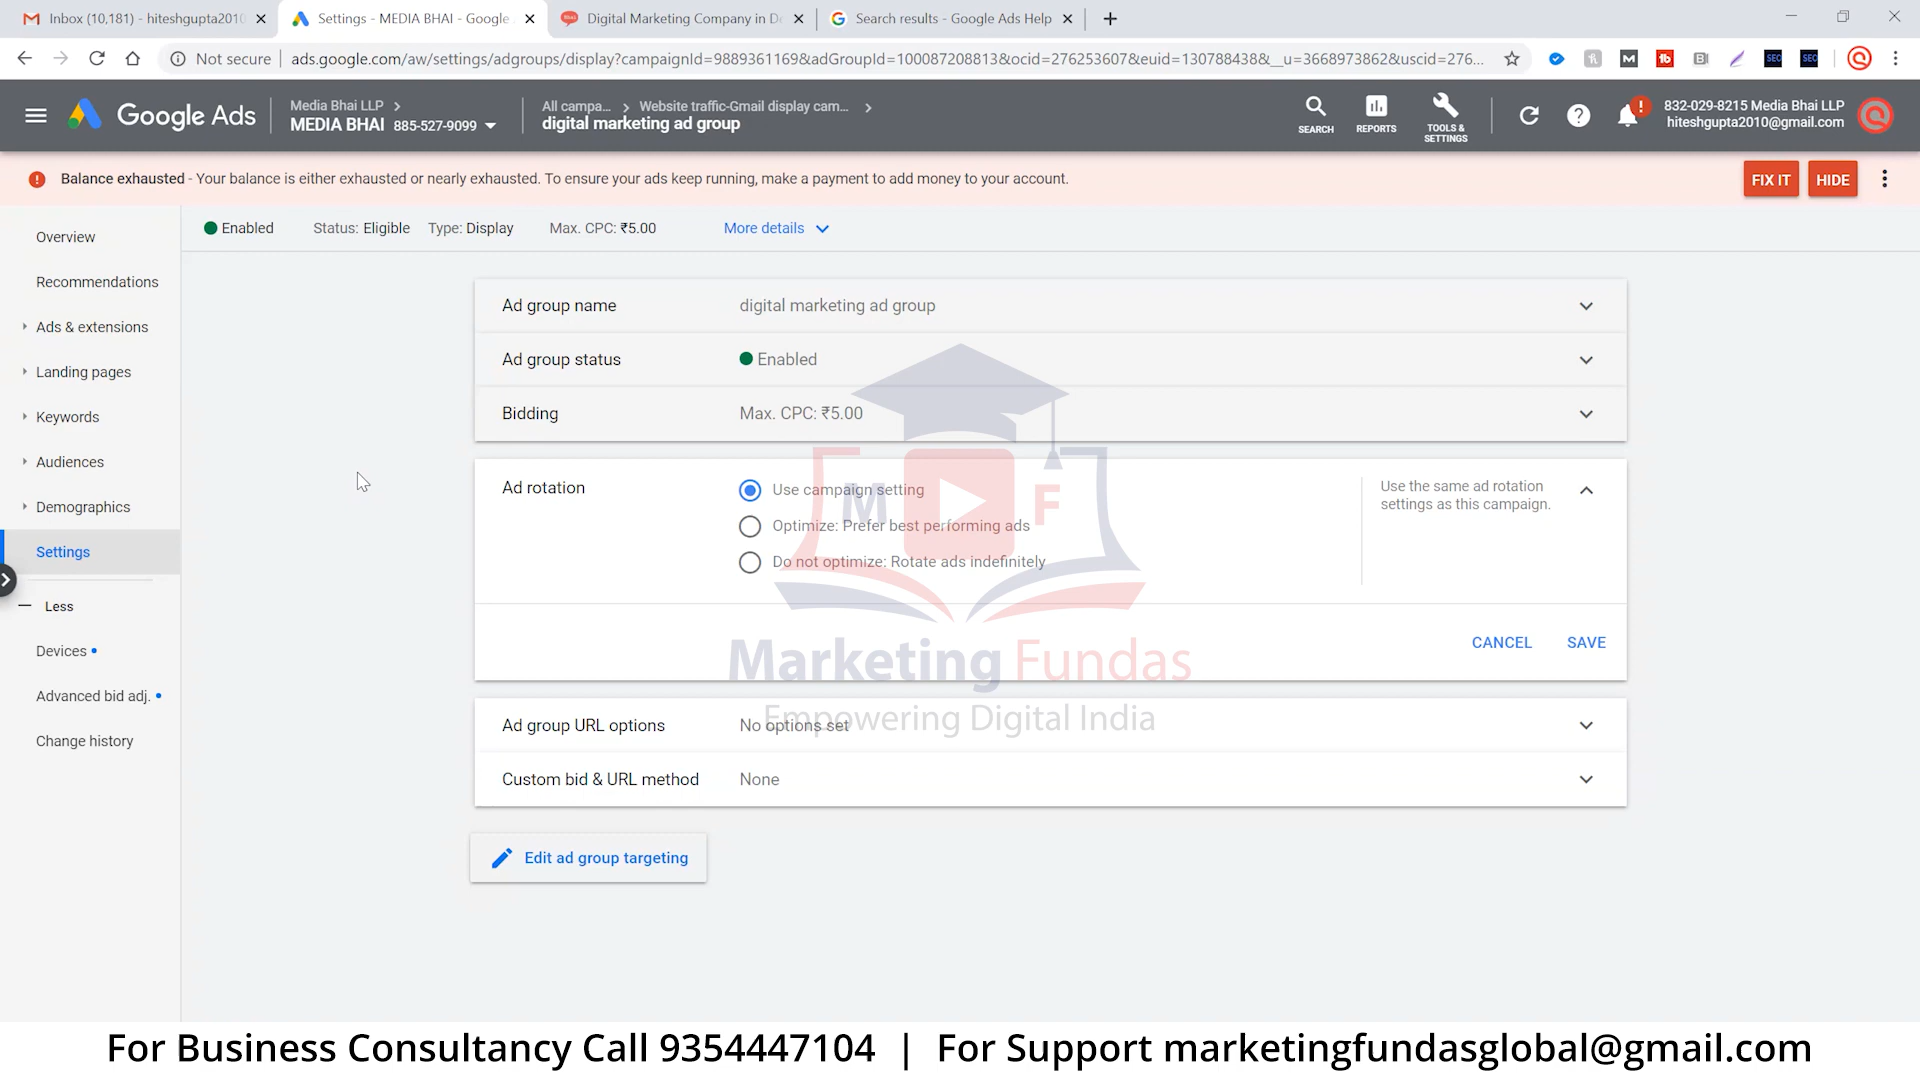 Inbox (10,181) - hiteshgupta2010
Settings - MEDIA BHAI - Google
Digital Marketing Company in De
Search results - Google Ads Help
Not secure
ads.google.com/aw/settings/adgroups/display?campaignId=9889361169&adGroupId=100087208813&ocid=276253607&euid=130788438&__u=3668973862&uscid=276...
Google Ads
Media Bhai LLP
MEDIA BHAI 885-527-9099
All campa... Website traffic-Gmail display cam...
digital marketing ad group
SEARCH
REPORTS
TOOLS &
SETTINGS
832-029-8215 Media Bhai LLP
hiteshgupta2010@gmail.com
Balance exhausted - Your balance is either exhausted or nearly exhausted. To ensure your ads keep running, make a payment to add money to your account.
FIX IT
HIDE
Enabled
Status: Eligible
Type: Display
Max. CPC: ₹5.00
More details
Overview
Recommendations
Ads & extensions
Landing pages
Keywords
Audiences
Demographics
Settings
Less
Devices
Advanced bid adj.
Change history
Ad group name
digital marketing ad group
Ad group status
Enabled
Bidding
Max. CPC: ₹5.00
Ad rotation
Use campaign setting
Optimize: Prefer best performing ads
Do not optimize: Rotate ads indefinitely
Use the same ad rotation
settings as this campaign.
CANCEL
SAVE
M F
Marketing Fundas
Empowering Digital India
Ad group URL options
No options set
Custom bid & URL method
None
Edit ad group targeting
For Business Consultancy Call 9354447104 | For Support marketingfundasglobal@gmail.com